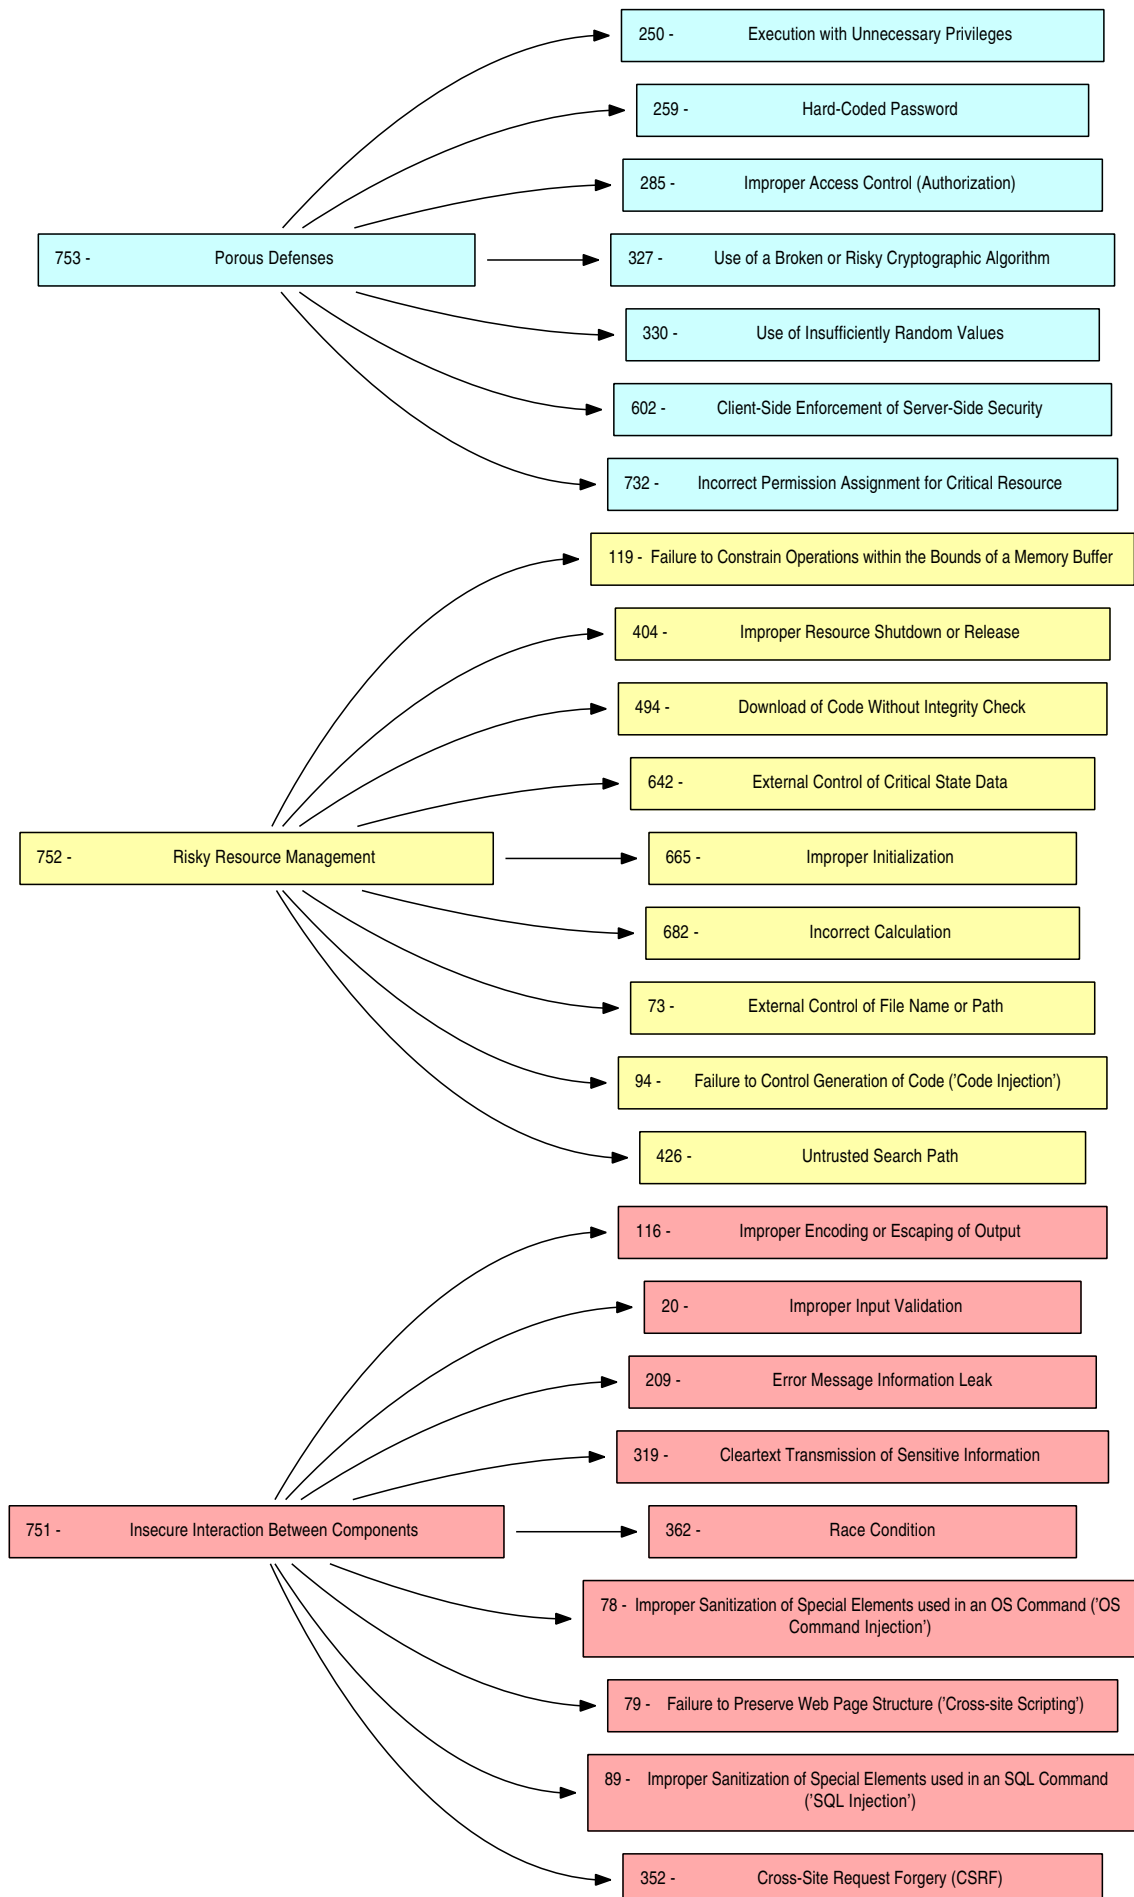 250 - Execution with Unnecessary Privileges
259 - Hard-Coded Password
285 - Improper Access Control (Authorization)
753 - Porous Defenses
327 - Use of a Broken or Risky Cryptographic Algorithm
330 - Use of Insufficiently Random Values
602 - Client-Side Enforcement of Server-Side Security
732 - Incorrect Permission Assignment for Critical Resource
119 - Failure to Constrain Operations within the Bounds of a Memory Buffer
404 - Improper Resource Shutdown or Release
494 - Download of Code Without Integrity Check
642 - External Control of Critical State Data
752 - Risky Resource Management
665 - Improper Initialization
682 - Incorrect Calculation
73 - External Control of File Name or Path
94 - Failure to Control Generation of Code (’Code Injection’)
426 - Untrusted Search Path
116 - Improper Encoding or Escaping of Output
20 - Improper Input Validation
209 - Error Message Information Leak
319 - Cleartext Transmission of Sensitive Information
751 - Insecure Interaction Between Components
362 - Race Condition
78 - Improper Sanitization of Special Elements used in an OS Command (’OS
Command Injection’)
79 - Failure to Preserve Web Page Structure (’Cross-site Scripting’)
89 - Improper Sanitization of Special Elements used in an SQL Command
(’SQL Injection’)
352 - Cross-Site Request Forgery (CSRF)